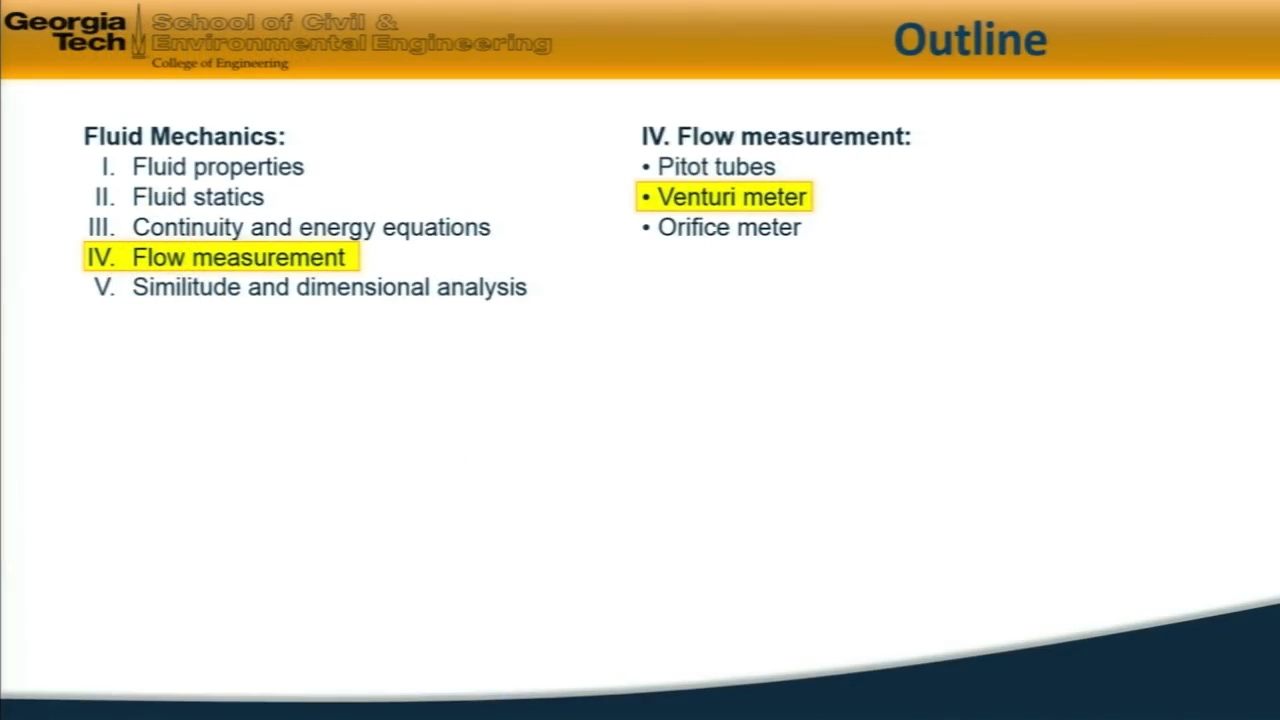 Georgia Tech
School of Civil &
Environmental Engineering
College of Engineering
Outline
Fluid Mechanics:
I. Fluid properties
II. Fluid statics
III. Continuity and energy equations
IV. Flow measurement
V. Similitude and dimensional analysis
IV. Flow measurement:
• Pitot tubes
• Venturi meter
• Orifice meter